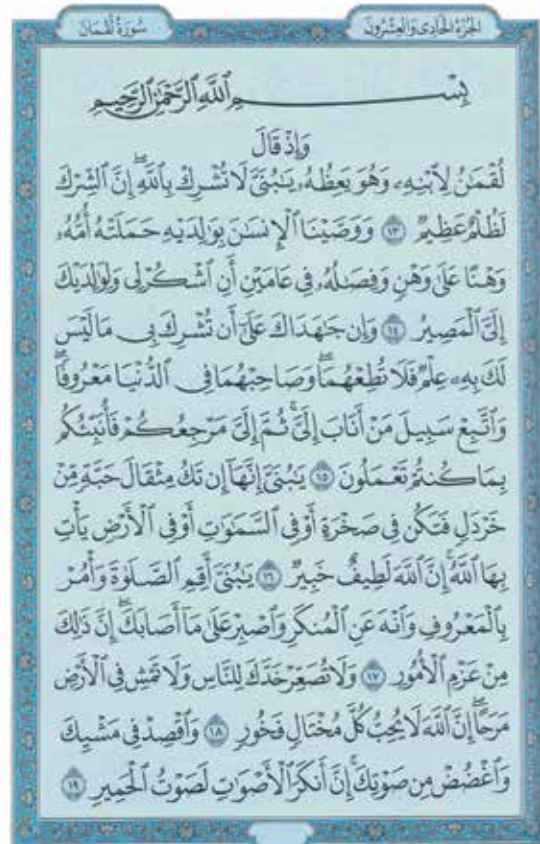 الجزء الحادي والعشرون
سورة لقمان
بِسْمِ ٱللَّهِ ٱلرَّحْمَٰنِ ٱلرَّحِيمِ
وَإِذْ قَالَ
لُقْمَٰنُ لِٱبْنِهِۦ وَهُوَ يَعِظُهُۥ يَٰبُنَىَّ لَا تُشْرِكْ بِٱللَّهِۖ إِنَّ ٱلشِّرْكَ
لَظُلْمٌ عَظِيمٌ ١٣ وَوَصَّيْنَا ٱلْإِنسَٰنَ بِوَٰلِدَيْهِ حَمَلَتْهُ أُمُّهُۥ
وَهْنًا عَلَىٰ وَهْنٍ وَفِصَٰلُهُۥ فِى عَامَيْنِ أَنِ ٱشْكُرْ لِى وَلِوَٰلِدَيْكَ
إِلَىَّ ٱلْمَصِيرُ ١٤ وَإِن جَٰهَدَاكَ عَلَىٰٓ أَن تُشْرِكَ بِى مَا لَيْسَ
لَكَ بِهِۦ عِلْمٌ فَلَا تُطِعْهُمَاۖ وَصَاحِبْهُمَا فِى ٱلدُّنْيَا مَعْرُوفًاۖ
وَٱتَّبِعْ سَبِيلَ مَنْ أَنَابَ إِلَىَّۚ ثُمَّ إِلَىَّ مَرْجِعُكُمْ فَأُنَبِّئُكُم
بِمَا كُنتُمْ تَعْمَلُونَ ١٥ يَٰبُنَىَّ إِنَّهَآ إِن تَكُ مِثْقَالَ حَبَّةٍ مِّنْ
خَرْدَلٍ فَتَكُن فِى صَخْرَةٍ أَوْ فِى ٱلسَّمَٰوَٰتِ أَوْ فِى ٱلْأَرْضِ يَأْتِ
بِهَا ٱللَّهُۚ إِنَّ ٱللَّهَ لَطِيفٌ خَبِيرٌ ١٦ يَٰبُنَىَّ أَقِمِ ٱلصَّلَوٰةَ وَأْمُرْ
بِٱلْمَعْرُوفِ وَٱنْهَ عَنِ ٱلْمُنكَرِ وَٱصْبِرْ عَلَىٰ مَآ أَصَابَكَۖ إِنَّ ذَٰلِكَ
مِنْ عَزْمِ ٱلْأُمُورِ ١٧ وَلَا تُصَعِّرْ خَدَّكَ لِلنَّاسِ وَلَا تَمْشِ فِى ٱلْأَرْضِ
مَرَحًاۖ إِنَّ ٱللَّهَ لَا يُحِبُّ كُلَّ مُخْتَالٍ فَخُورٍ ١٨ وَٱقْصِدْ فِى مَشْيِكَ
وَٱغْضُضْ مِن صَوْتِكَۚ إِنَّ أَنكَرَ ٱلْأَصْوَٰتِ لَصَوْتُ ٱلْحَمِيرِ ١٩